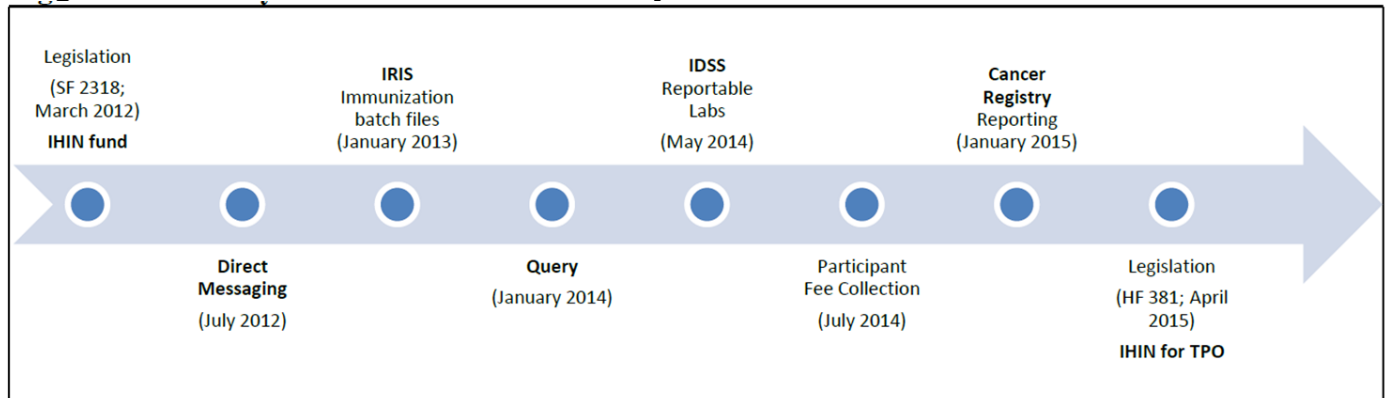 Legislation
(SF 2318;
March 2012)
IHIN fund
Direct
Messaging
(July 2012)
IRIS
Immunization
batch files
(January 2013)
Query
(January 2014)
IDSS
Reportable
Labs
(May 2014)
Participant
Fee Collection
(July 2014)
Cancer
Registry
Reporting
(January 2015)
Legislation
(HF 381; April
2015)
IHIN for TPO